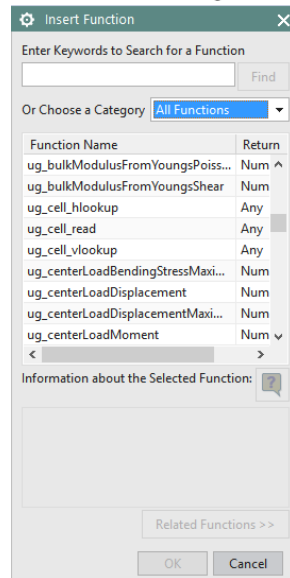 Insert Function
Enter Keywords to Search for a Function
Find
Or Choose a Category All Functions
Function Name Return
ug_bulkModulusFromYoungsPoiss... Num
ug_bulkModulusFromYoungsShear Num
ug_cell_hlookup Any
ug_cell_read Any
ug_cell_vlookup Any
ug_centerLoadBendingStressMaxi... Num
ug_centerLoadDisplacement Num
ug_centerLoadDisplacementMaxi... Num
ug_centerLoadMoment Num
Information about the Selected Function:
Related Functions >>
OK Cancel